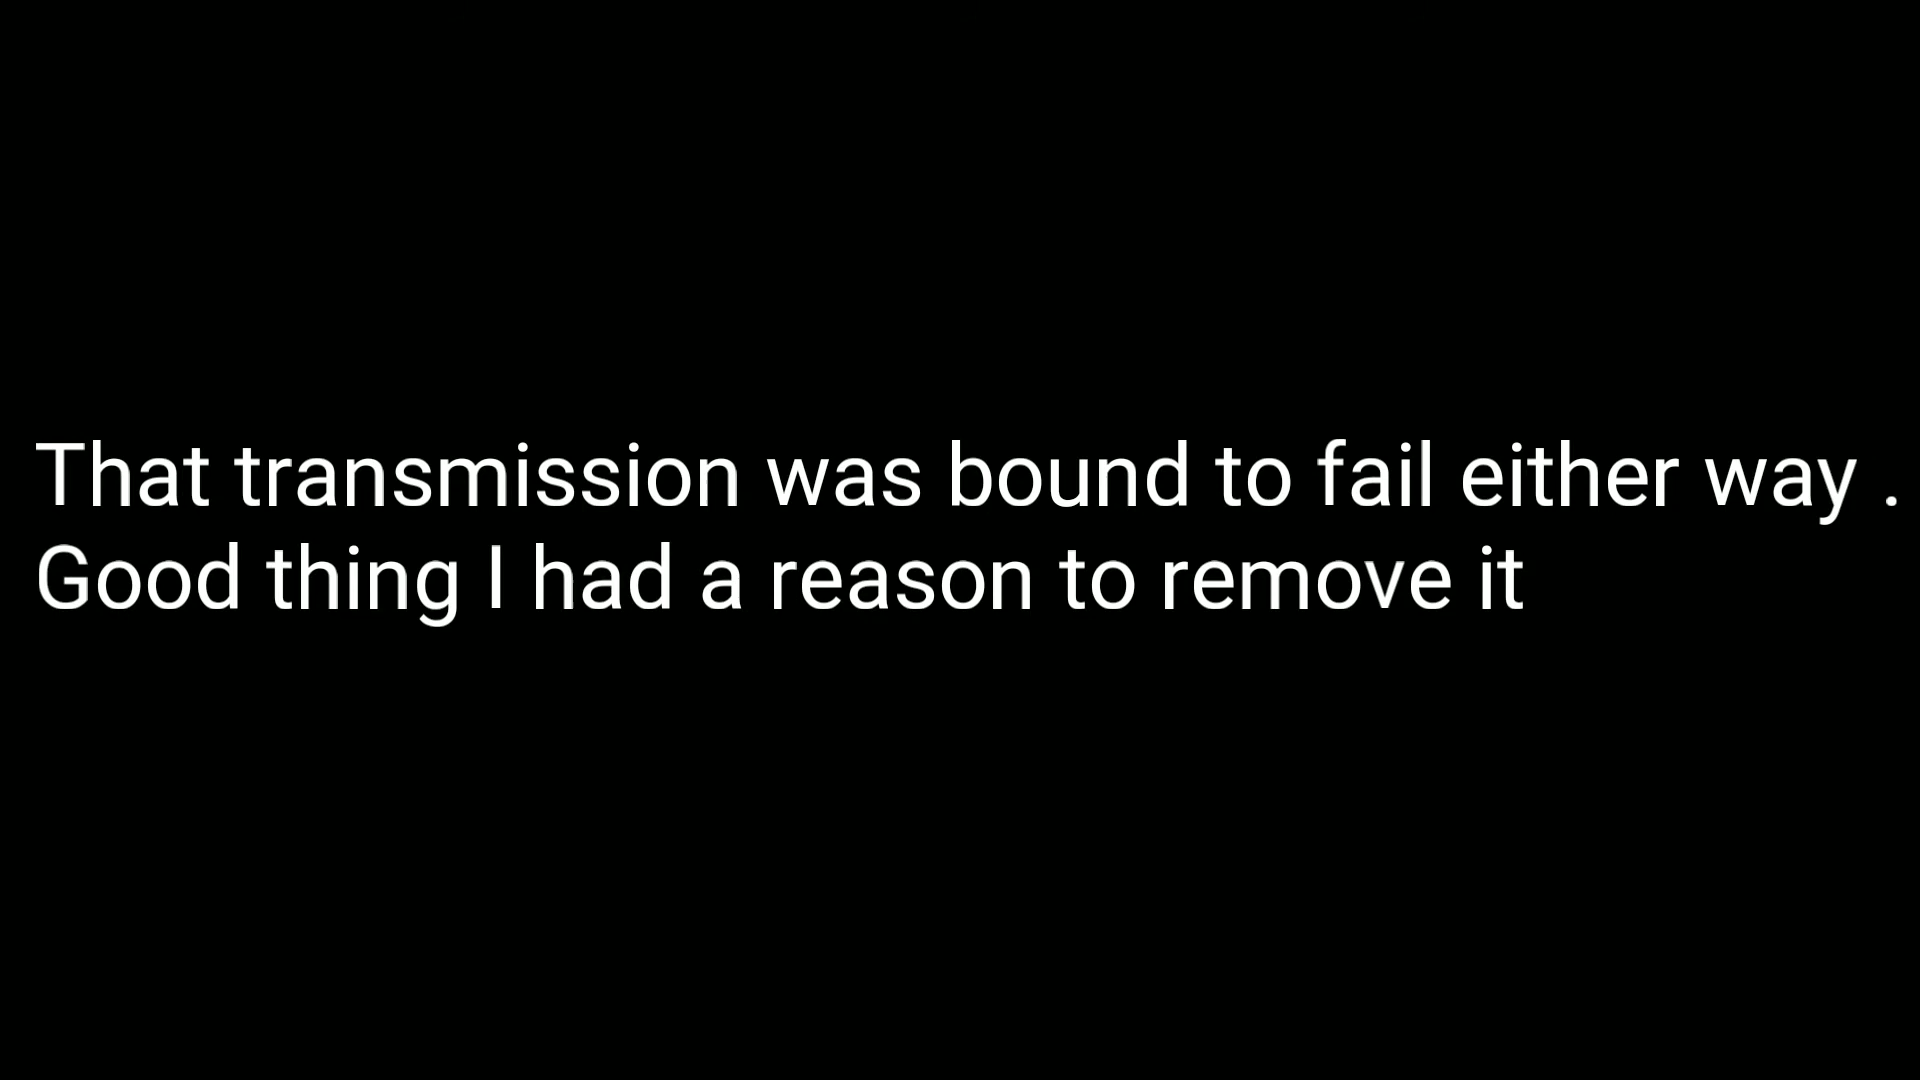 That transmission was bound to fail either way .
Good thing I had a reason to remove it